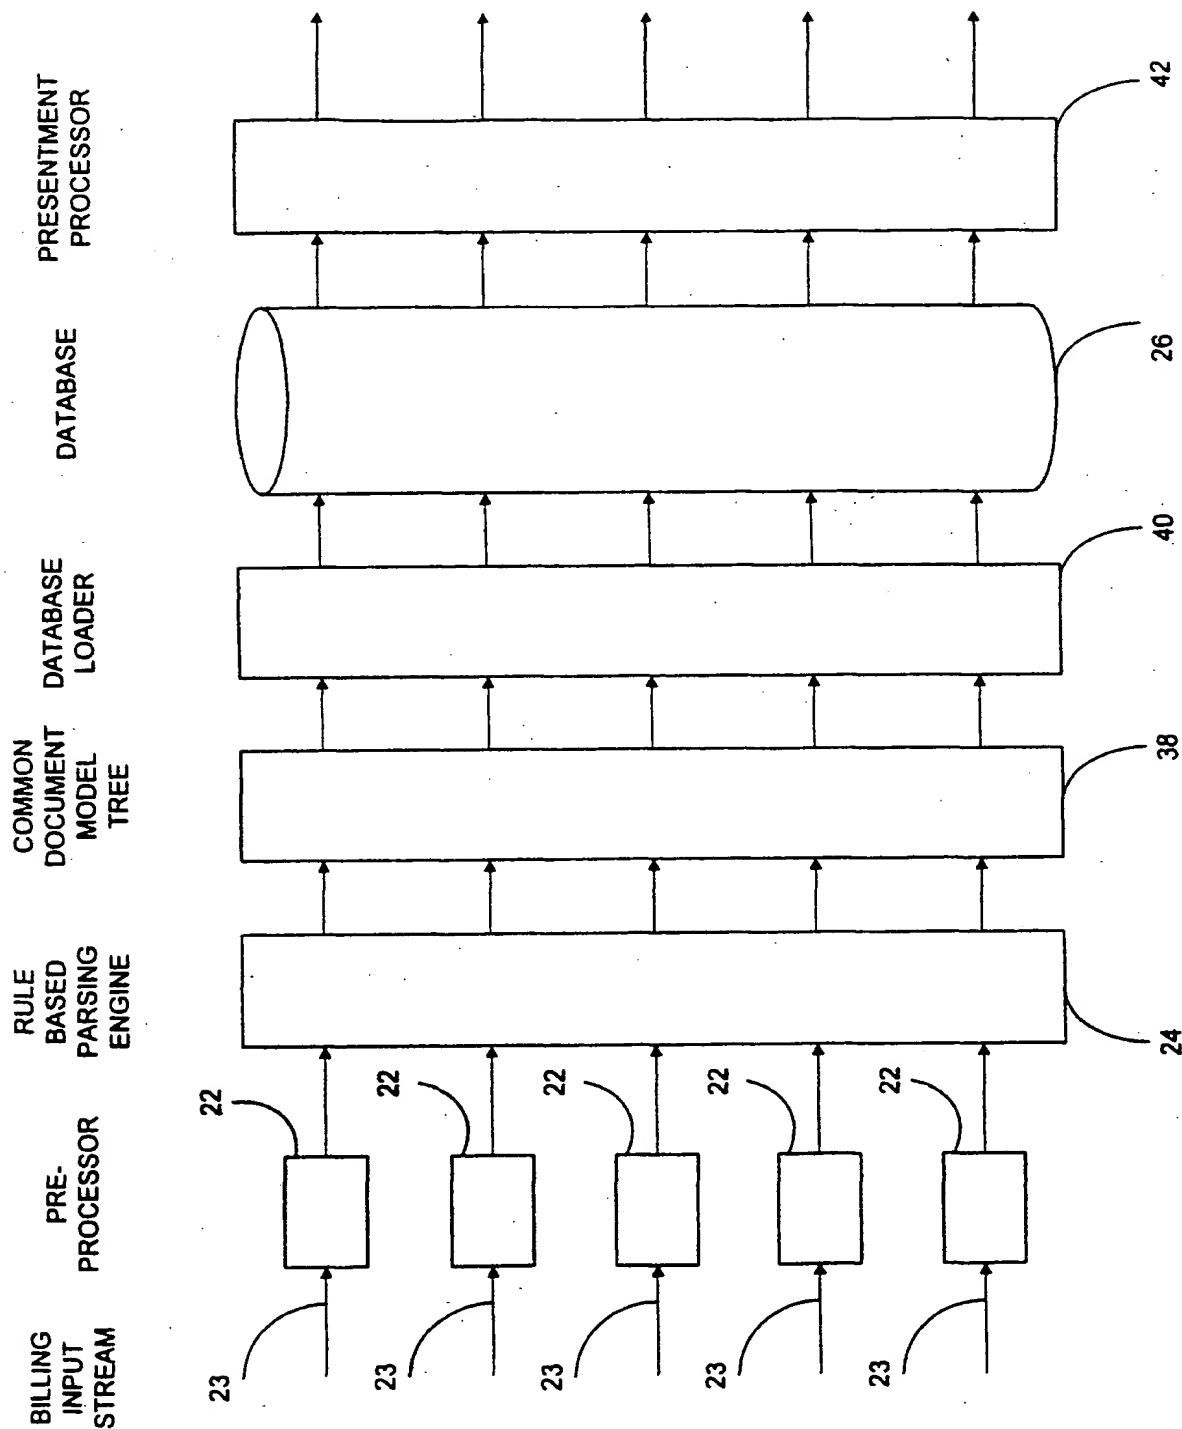 BILLING
INPUT
STREAM
PRE-
PROCESSOR
RULE
BASED
PARSING
ENGINE
COMMON
DOCUMENT
MODEL
TREE
DATABASE
LOADER
DATABASE
PRESENTMENT
PROCESSOR
23
22
23
22
23
22
23
22
23
22
24
38
40
26
42